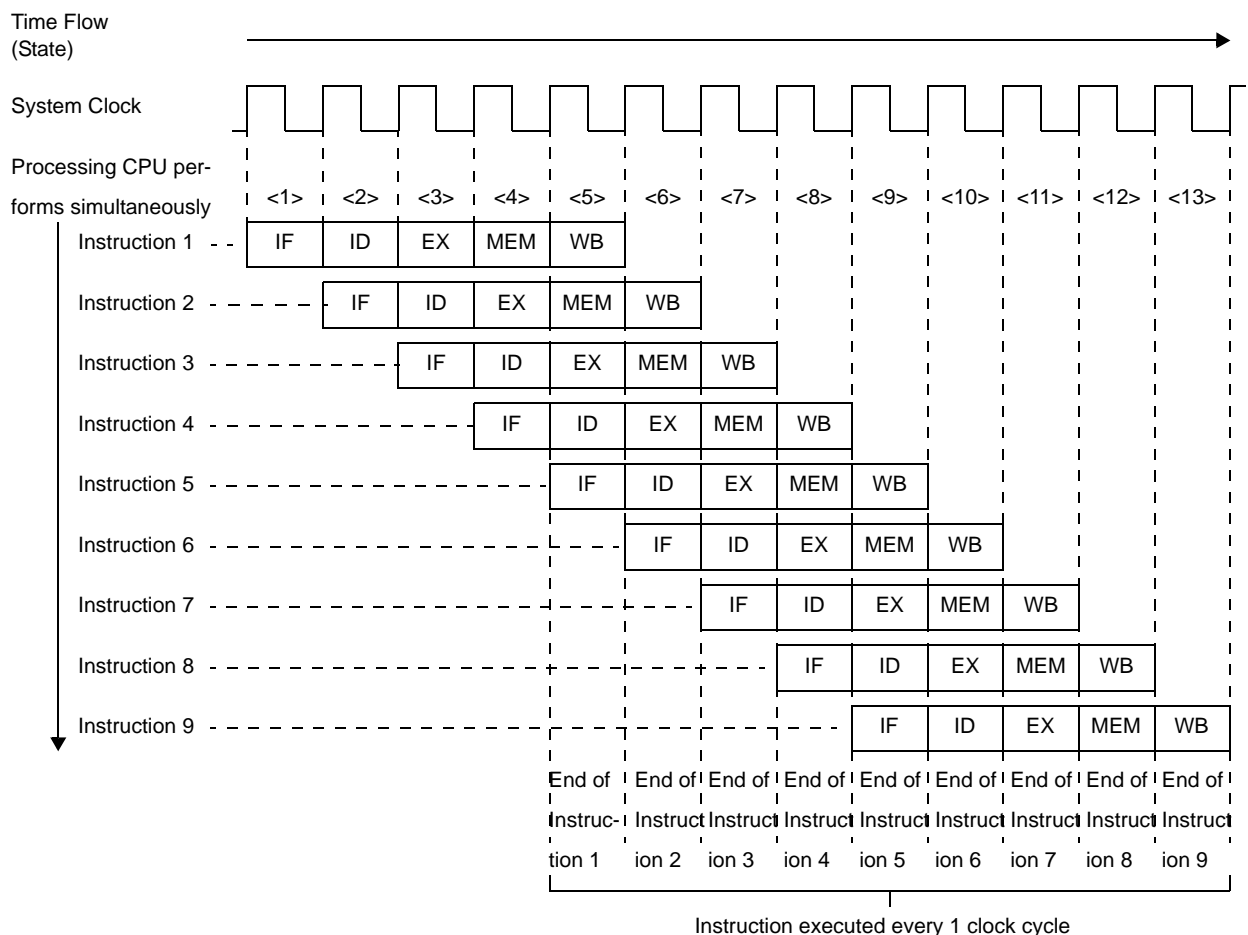 Time Flow
(State)
System Clock
Processing CPU per-
forms simultaneously
<1> <2> <3> <4> <5> <6> <7> <8> <9> <10> <11> <12> <13>
Instruction 1 IF ID EX MEM WB
Instruction 2 IF ID EX MEM WB
Instruction 3 IF ID EX MEM WB
Instruction 4 IF ID EX MEM WB
Instruction 5 IF ID EX MEM WB
Instruction 6 IF ID EX MEM WB
Instruction 7 IF ID EX MEM WB
Instruction 8 IF ID EX MEM WB
Instruction 9 IF ID EX MEM WB
End of End of End of End of End of End of End of End of End of
Instruc- Instruct Instruct Instruct Instruct Instruct Instruct Instruct Instruct
tion 1 ion 2 ion 3 ion 4 ion 5 ion 6 ion 7 ion 8 ion 9
Instruction executed every 1 clock cycle